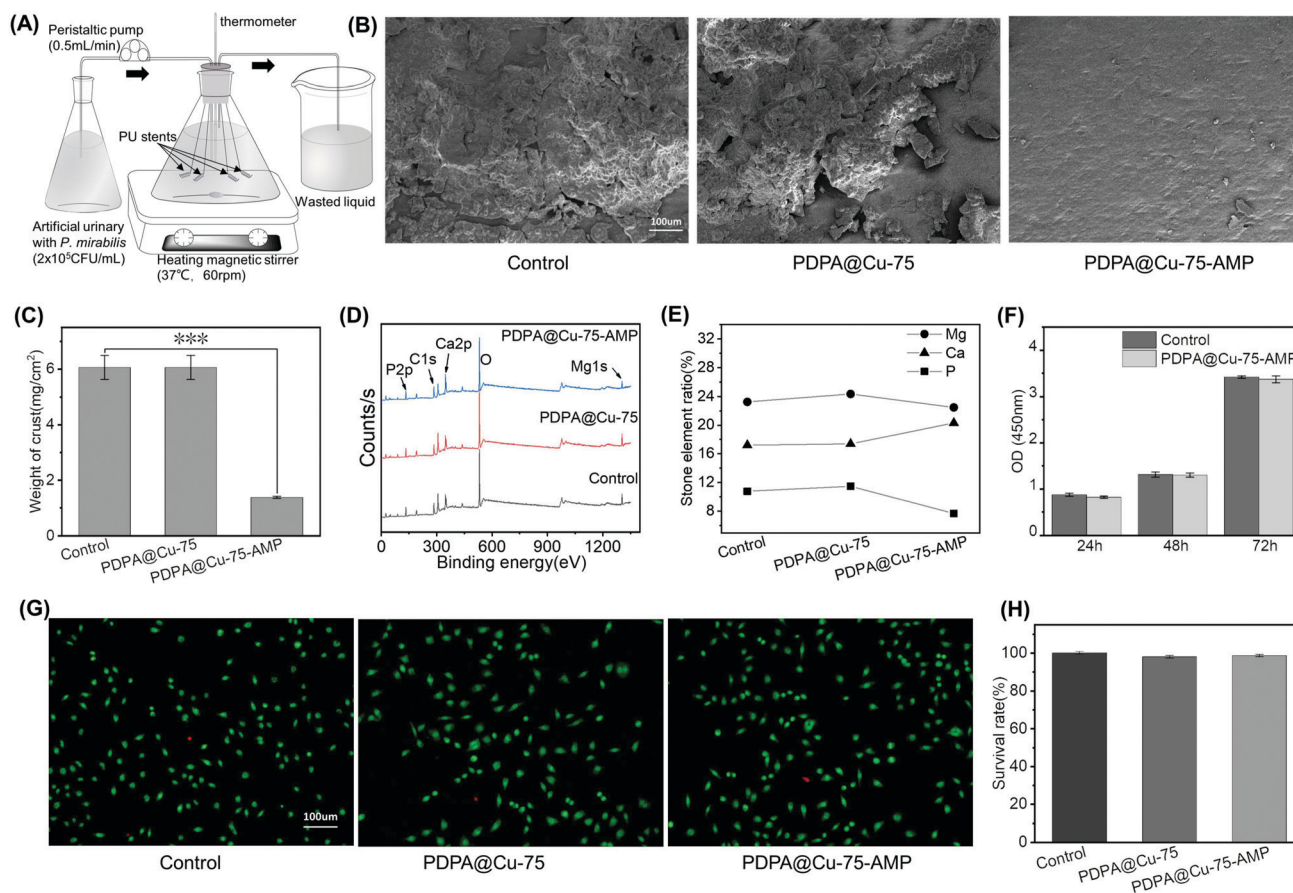 (A)
thermometer
Peristaltic pump
(0.5mL/min)
PU stents
Wasted liquid
Artificial urinary
with P. mirabilis
(2x10⁵CFU/mL)
Heating magnetic stirrer
(37℃, 60rpm)
(B)
100um
Control
PDPA@Cu-75
PDPA@Cu-75-AMP
(C)
Weight of crust(mg/cm²)
8
6
4
2
0
***
Control
PDPA@Cu-75
PDPA@Cu-75-AMP
(D)
Counts/s
PDPA@Cu-75-AMP
Ca2p
C1s
P2p
O
Mg1s
PDPA@Cu-75
Control
0
300
600
900
1200
Binding energy(eV)
(E)
Stone element ratio(%)
32
28
24
20
16
12
8
Mg
Ca
P
Control
PDPA@Cu-75
PDPA@Cu-75-AMP
(F)
OD (450nm)
4
3
2
1
0
Control
PDPA@Cu-75-AMP
24h
48h
72h
(G)
100um
Control
PDPA@Cu-75
PDPA@Cu-75-AMP
(H)
Survival rate(%)
100
80
60
40
20
0
Control
PDPA@Cu-75
PDPA@Cu-75-AMP